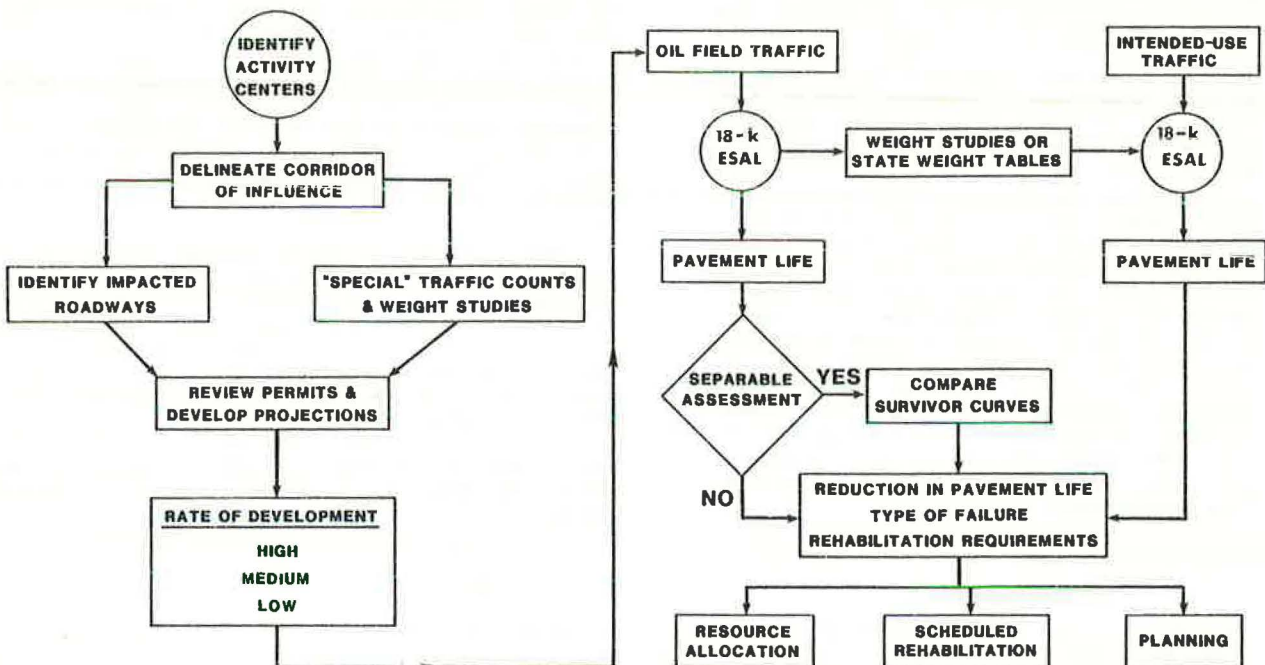 IDENTIFY
ACTIVITY
CENTERS
DELINEATE CORRIDOR
OF INFLUENCE
IDENTIFY IMPACTED
ROADWAYS
"SPECIAL" TRAFFIC COUNTS
& WEIGHT STUDIES
REVIEW PERMITS &
DEVELOP PROJECTIONS
RATE OF DEVELOPMENT
HIGH
MEDIUM
LOW
OIL FIELD TRAFFIC
INTENDED-USE
TRAFFIC
18-k
ESAL
WEIGHT STUDIES OR
STATE WEIGHT TABLES
18-k
ESAL
PAVEMENT LIFE
PAVEMENT LIFE
SEPARABLE
ASSESSMENT
YES
COMPARE
SURVIVOR CURVES
NO
REDUCTION IN PAVEMENT LIFE
TYPE OF FAILURE
REHABILITATION REQUIREMENTS
RESOURCE
ALLOCATION
SCHEDULED
REHABILITATION
PLANNING